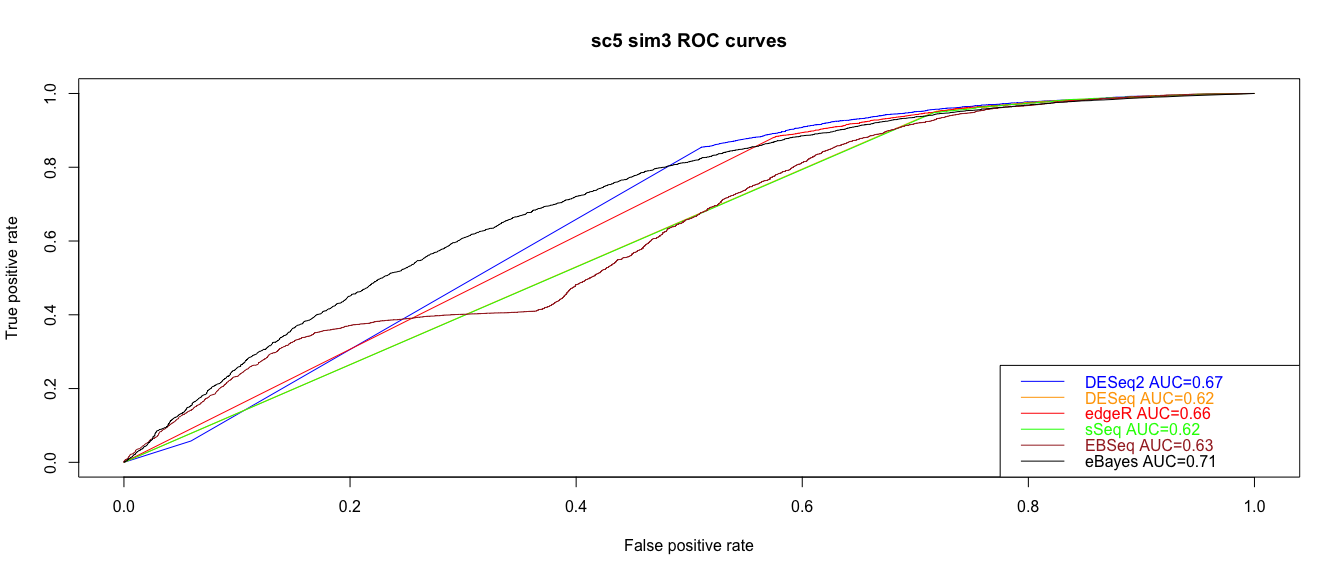 sc5 sim3 ROC curves
True positive rate
1.0
0.8
0.6
0.4
0.2
0.0
DESeq2 AUC=0.67
DESeq AUC=0.62
edgeR AUC=0.66
sSeq AUC=0.62
EBSeq AUC=0.63
eBayes AUC=0.71
0.0 0.2 0.4 0.6 0.8 1.0
False positive rate